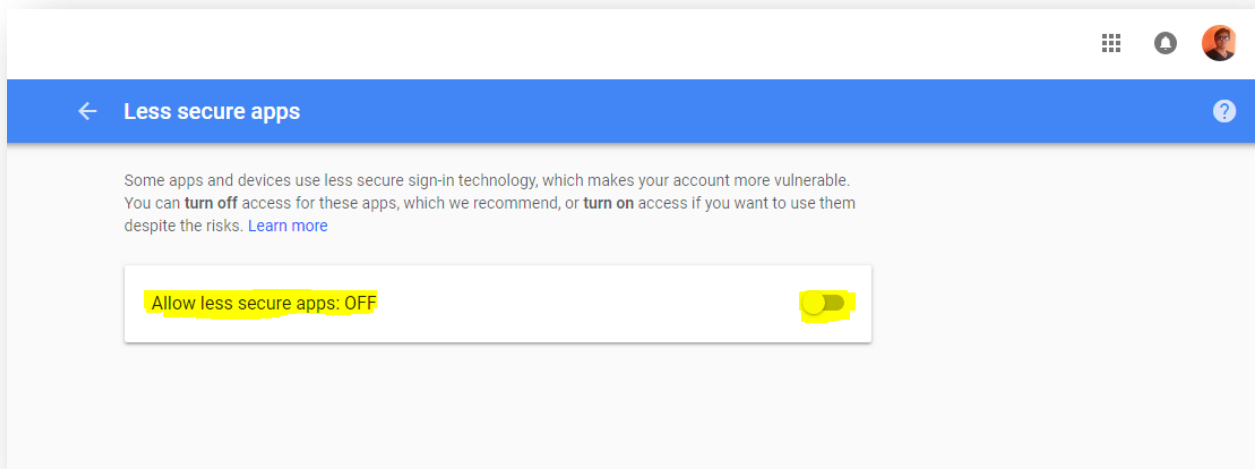 Less secure apps
Some apps and devices use less secure sign-in technology, which makes your account more vulnerable.
You can turn off access for these apps, which we recommend, or turn on access if you want to use them
despite the risks. Learn more
Allow less secure apps: OFF